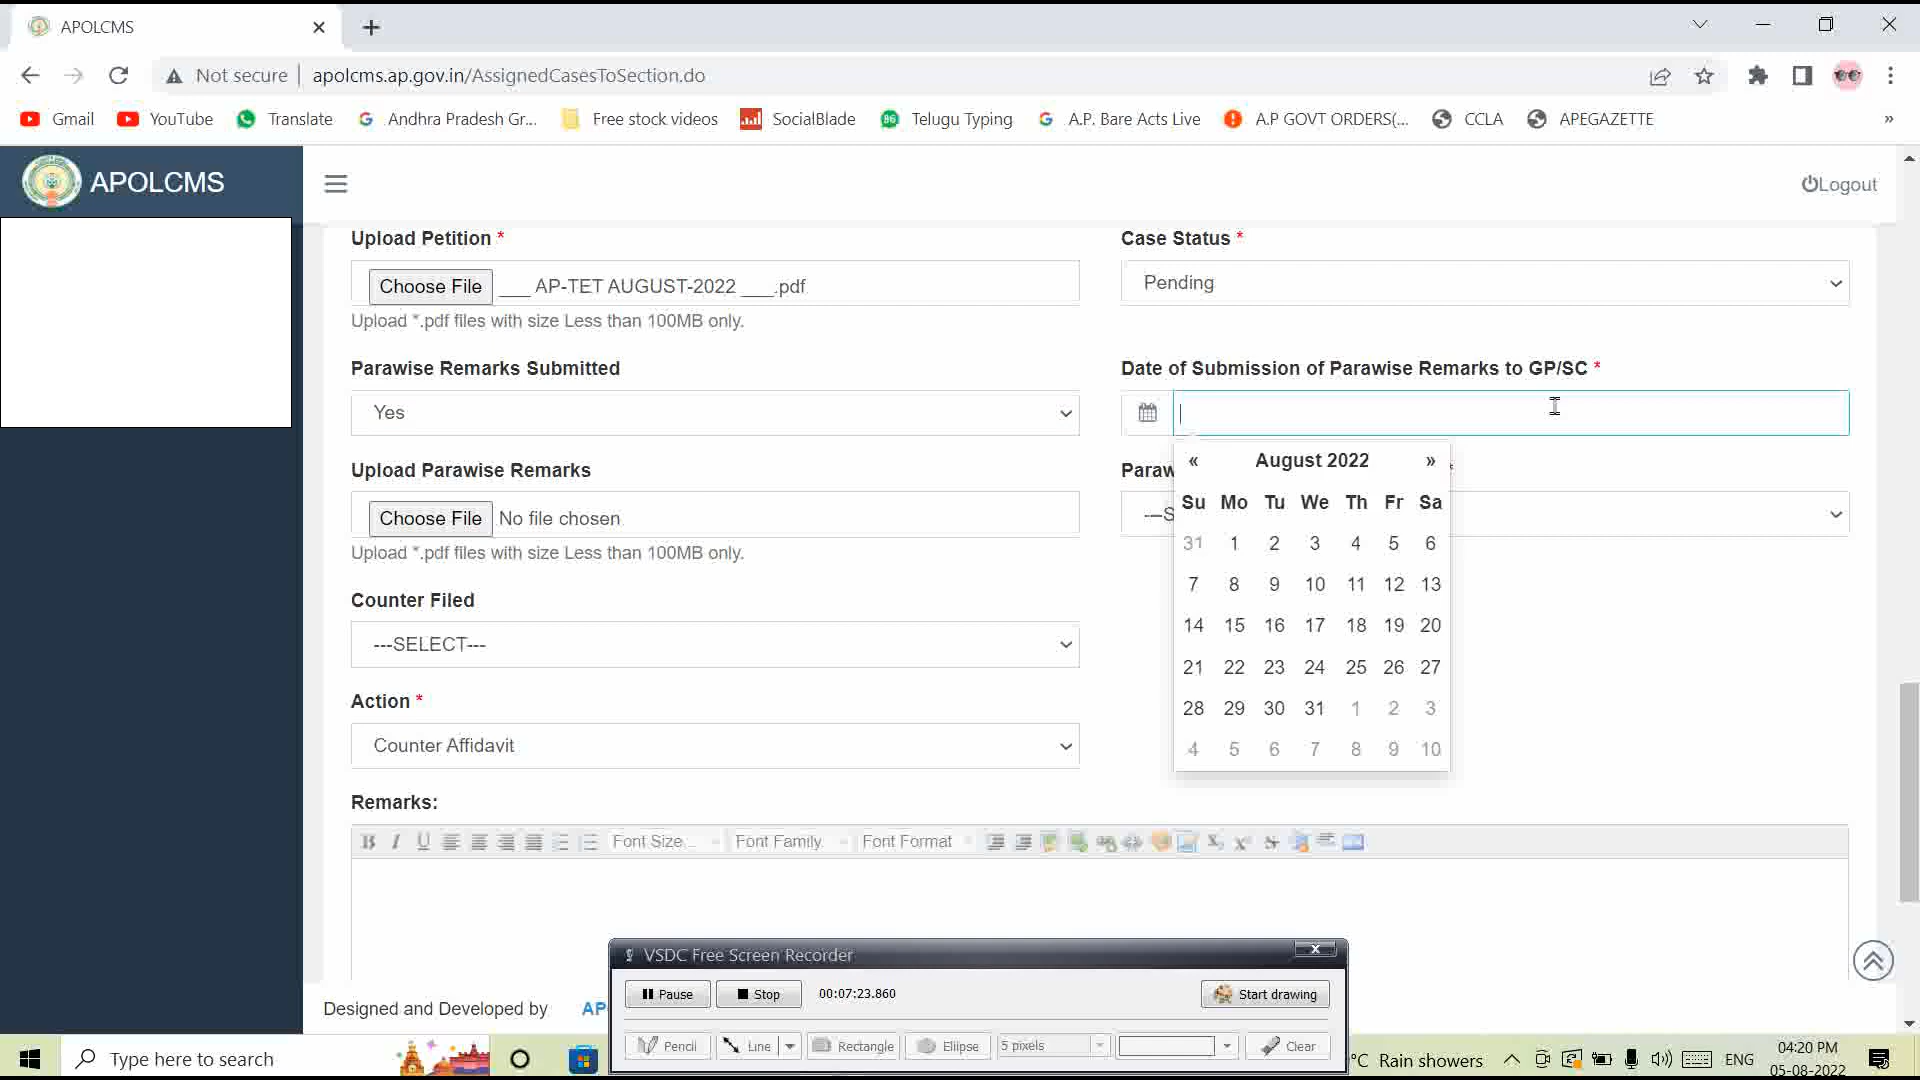 APOLCMS
Not secure apolcms.ap.gov.in/AssignedCasesToSection.do
Gmail YouTube Translate Andhra Pradesh Gr... Free stock videos SocialBlade Telugu Typing A.P. Bare Acts Live A.P GOVT ORDERS(... CCLA APEGAZETTE »
APOLCMS
Logout
Upload Petition *
Case Status *
Choose File ___ AP-TET AUGUST-2022 ___.pdf
Pending
Upload *.pdf files with size Less than 100MB only.
Parawise Remarks Submitted
Date of Submission of Parawise Remarks to GP/SC *
Yes
« August 2022 »
Upload Parawise Remarks
Su Mo Tu We Th Fr Sa
Choose File No file chosen
31 1 2 3 4 5 6
Upload *.pdf files with size Less than 100MB only.
7 8 9 10 11 12 13
Counter Filed
14 15 16 17 18 19 20
---SELECT---
21 22 23 24 25 26 27
Action *
28 29 30 31 1 2 3
Counter Affidavit
4 5 6 7 8 9 10
Remarks:
B I U Font Size... Font Family. Font Format
VSDC Free Screen Recorder
Pause Stop 00:07:23.860 Start drawing
Designed and Developed by
Pencil Line Rectangle Ellipse 5 pixels Clear
Type here to search
°C Rain showers ENG 04:20 PM
05-08-2022